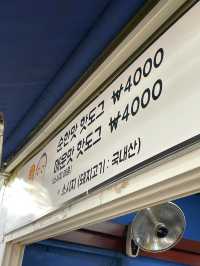 순한맛 핫도그 ₩4000
매운맛 핫도그 ₩4000
* 소시지 (돼지고기 : 국내산)